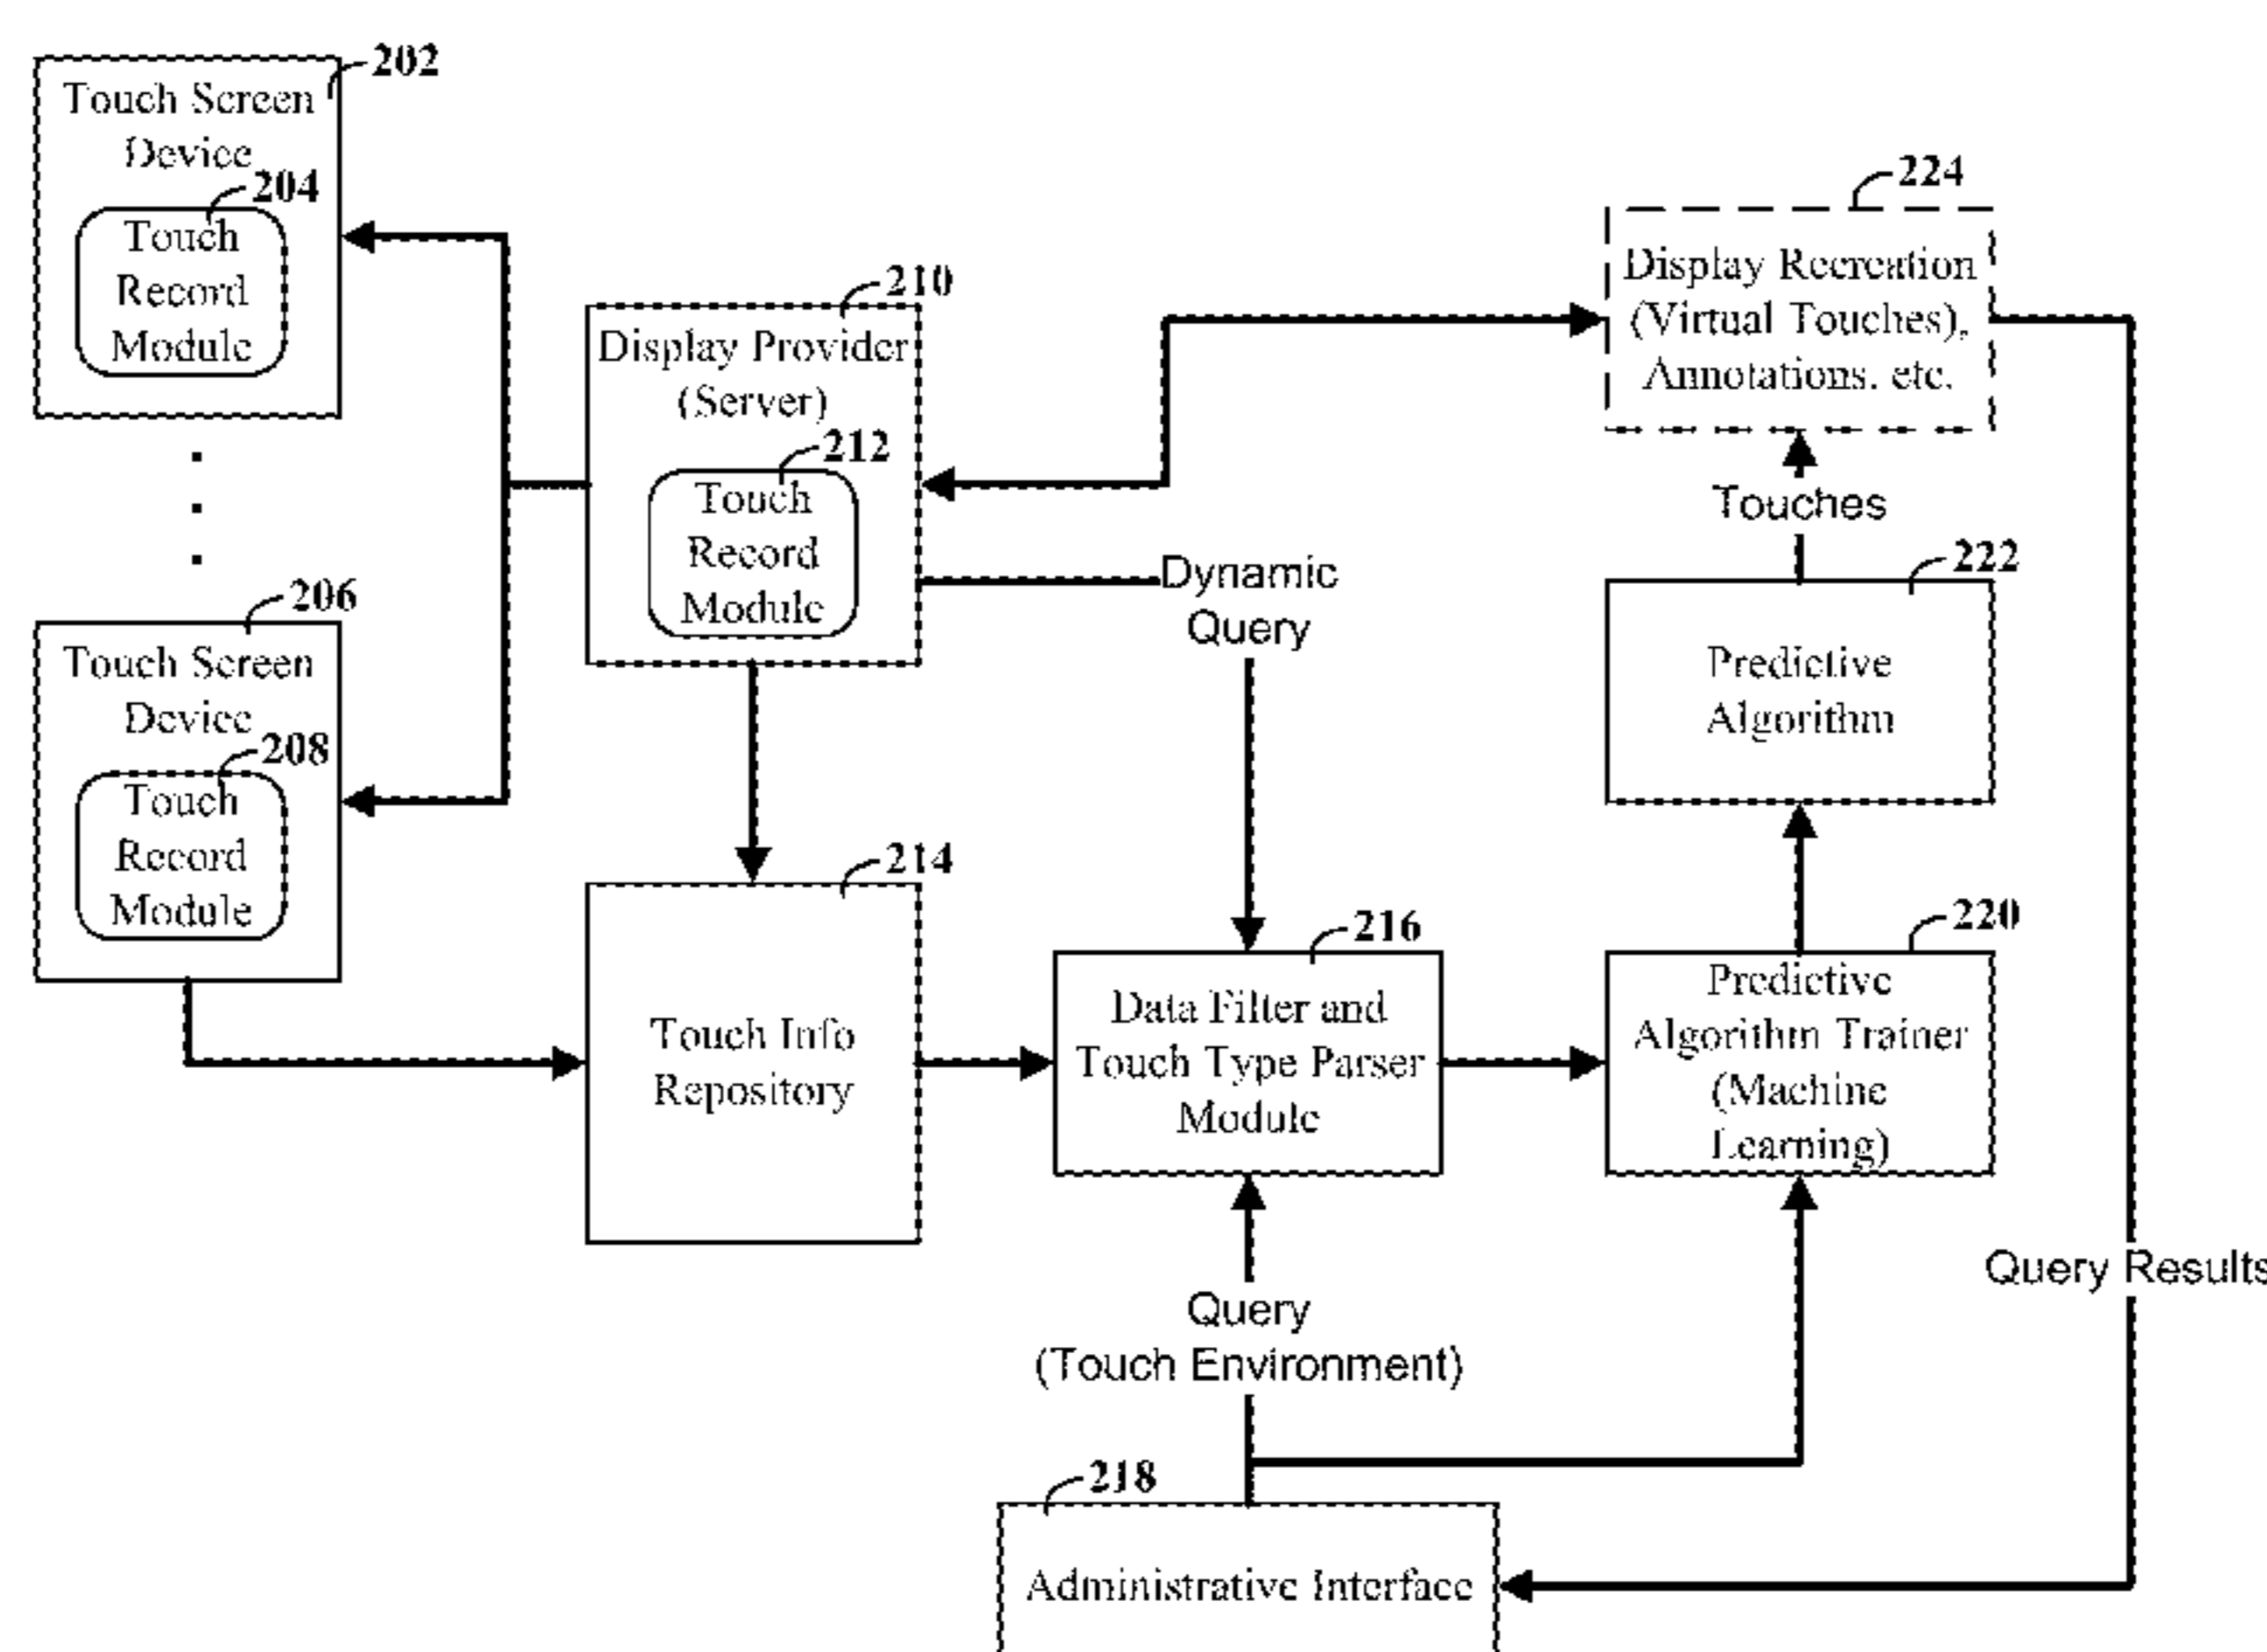 202
Touch Screen
Device
204
Touch
Record
Module
206
Touch Screen
Device
208
Touch
Record
Module
210
Display Provider
(Server)
212
Touch
Record
Module
Dynamic
Query
214
Touch Info
Repository
216
Data Filter and
Touch Type Parser
Module
Query
(Touch Environment)
218
Administrative Interface
224
Display Recreation
(Virtual Touches),
Annotations, etc.
Touches
222
Predictive
Algorithm
220
Predictive
Algorithm Trainer
(Machine
Learning)
Query Results